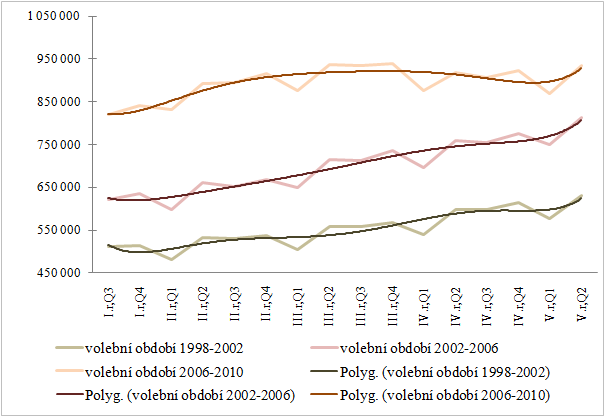 1 050 000
950 000
850 000
750 000
650 000
550 000
450 000
I.r,Q3
I.r,Q4
II.r,Q1
II.r,Q2
II.r,Q3
II.r,Q4
III.r,Q1
III.r,Q2
III.r,Q3
III.r,Q4
IV.r,Q1
IV.r,Q2
IV.r,Q3
IV.r,Q4
V.r,Q1
V.r,Q2
volební období 1998-2002
volební období 2002-2006
volební období 2006-2010
Polyg. (volební období 1998-2002)
Polyg. (volební období 2002-2006)
Polyg. (volební období 2006-2010)